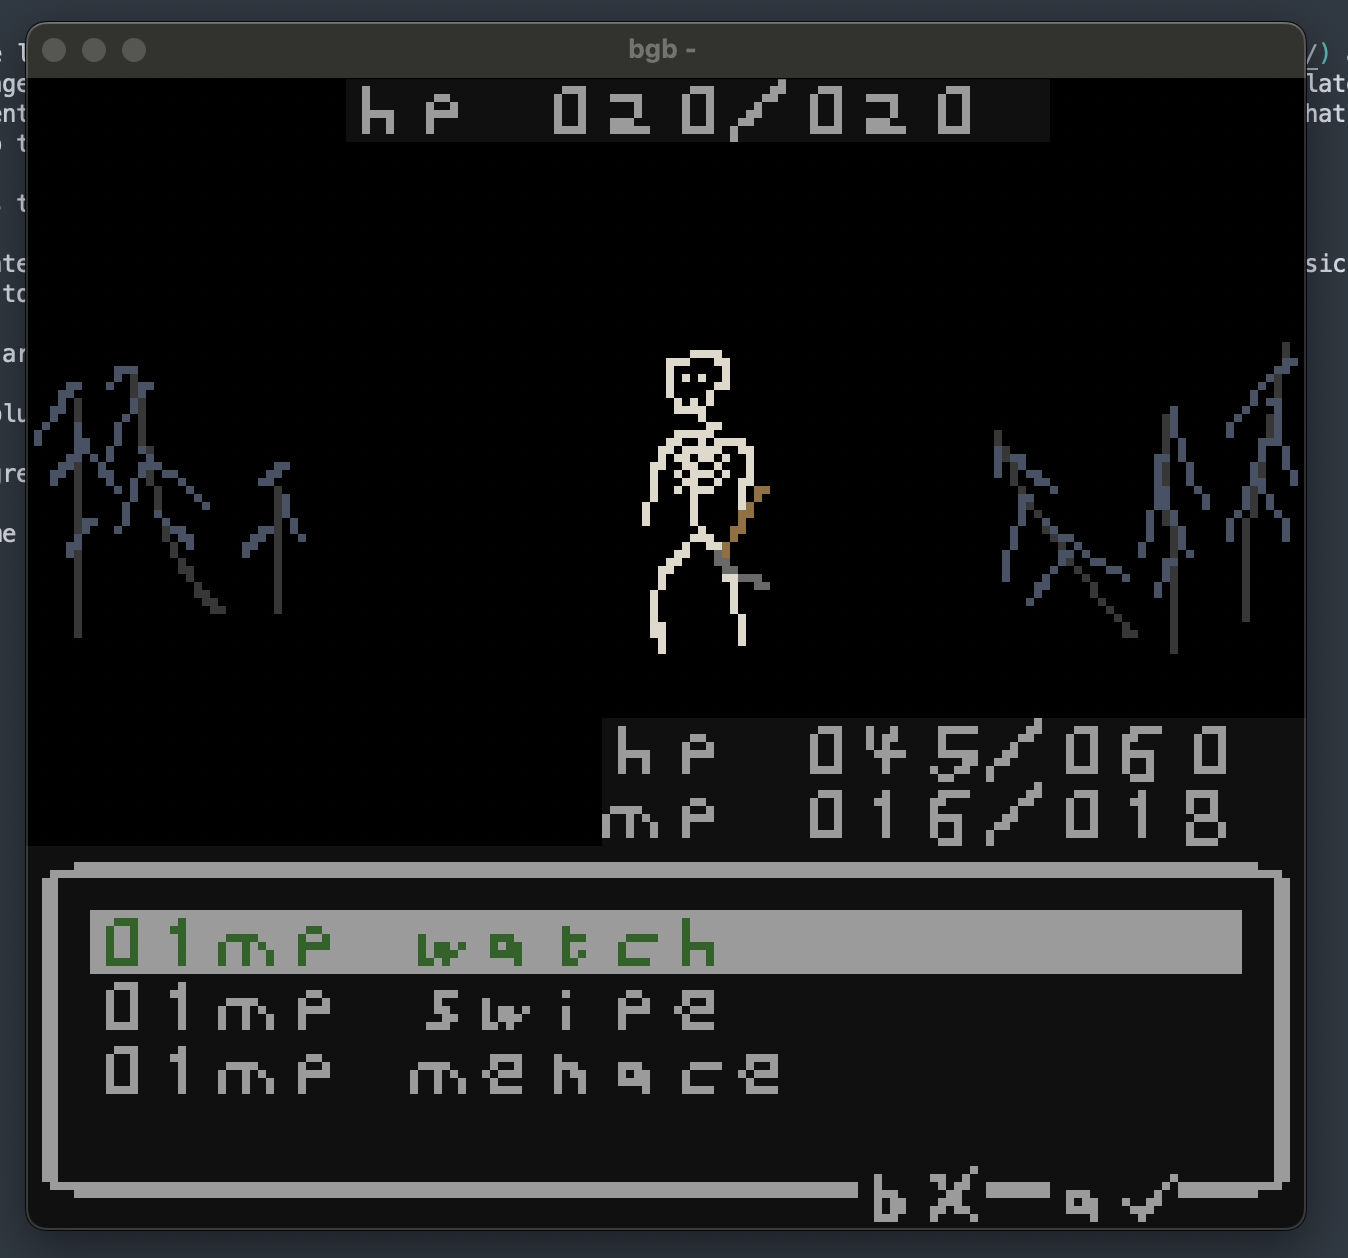 bgb -
hp 020/020
hp 045/060
mp 016/018
01mp watch
01mp swipe
01mp menace
b X a ✓